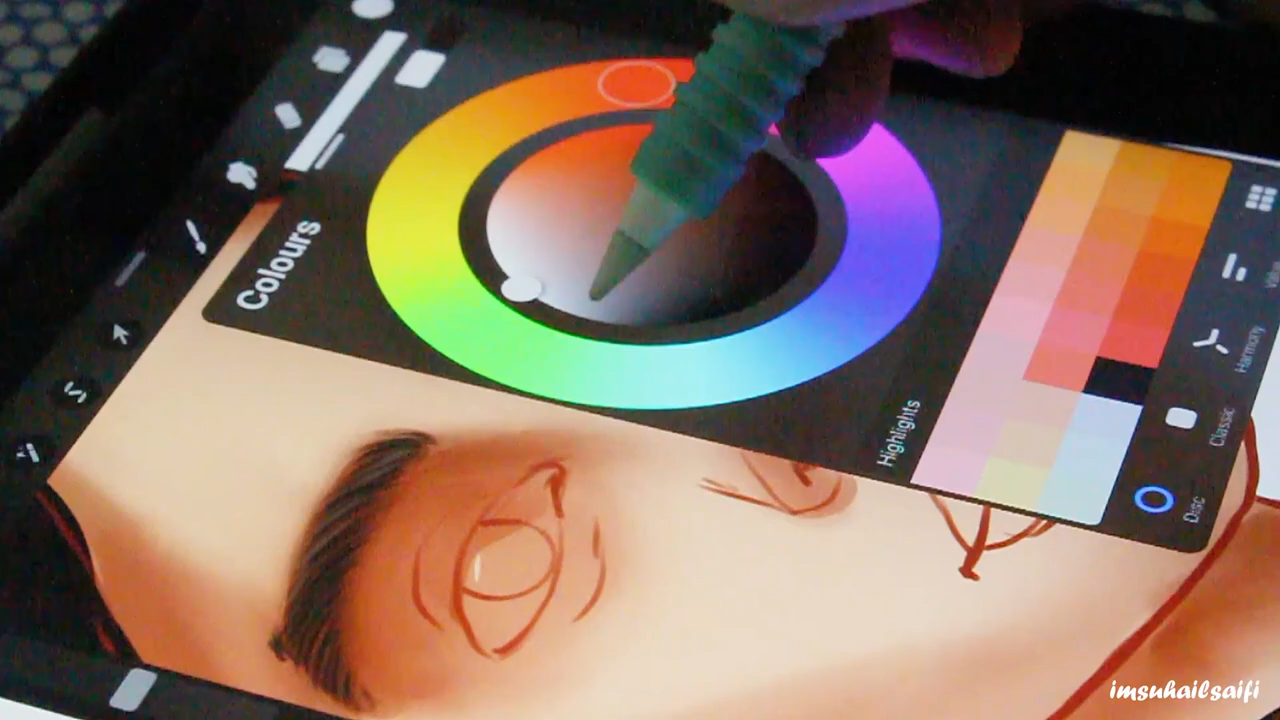 Colours
Highlights
Disc
Classic
Harmony
imsuhailsaifi